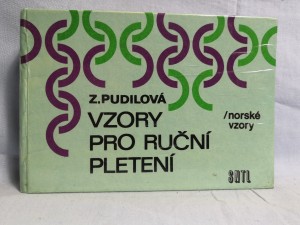 Z.PUDILOVÁ
VZORY
PRO RUČNÍ
PLETENÍ
/norské
vzory
SNTL